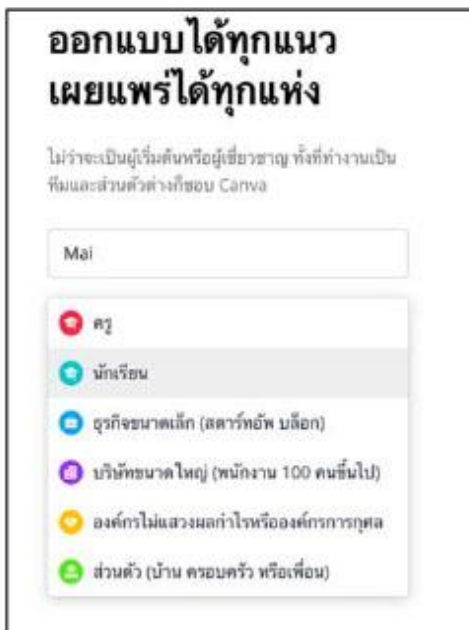 ออกแบบได้ทุกแนว
เผยแพร่ได้ทุกแห่ง
ไม่ว่าจะเป็นผู้เริ่มต้นหรือผู้เชี่ยวชาญ ทั้งที่ทำงานเป็น
ทีมและส่วนตัวต่างก็ชอบ Canva
Mai
ครู
นักเรียน
ธุรกิจขนาดเล็ก (สตาร์ทอัพ บล็อก)
บริษัทขนาดใหญ่ (พนักงาน 100 คนขึ้นไป)
องค์กรไม่แสวงผลกำไรหรือองค์กรการกุศล
ส่วนตัว (บ้าน ครอบครัว หรือเพื่อน)